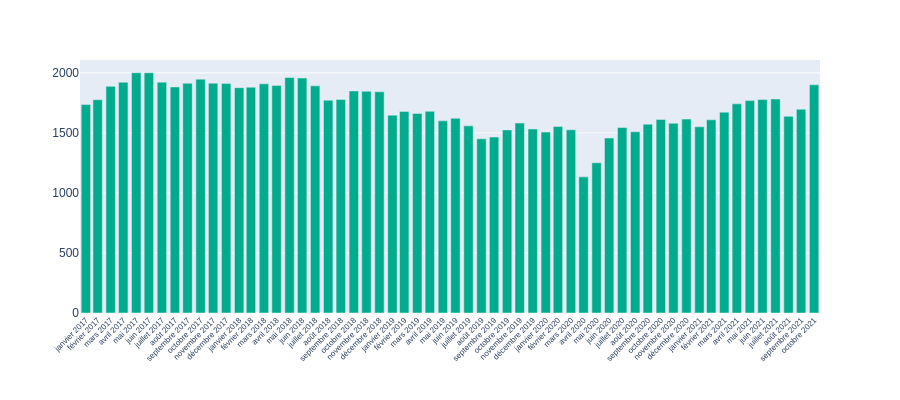 2000
1500
1000
500
0
janvier 2017
février 2017
mars 2017
avril 2017
mai 2017
juin 2017
juillet 2017
août 2017
septembre 2017
octobre 2017
novembre 2017
décembre 2017
janvier 2018
février 2018
mars 2018
avril 2018
mai 2018
juin 2018
juillet 2018
août 2018
septembre 2018
octobre 2018
novembre 2018
décembre 2018
janvier 2019
février 2019
mars 2019
avril 2019
mai 2019
juin 2019
juillet 2019
août 2019
septembre 2019
octobre 2019
novembre 2019
décembre 2019
janvier 2020
février 2020
mars 2020
avril 2020
mai 2020
juin 2020
juillet 2020
août 2020
septembre 2020
octobre 2020
novembre 2020
décembre 2020
janvier 2021
février 2021
mars 2021
avril 2021
mai 2021
juin 2021
juillet 2021
août 2021
septembre 2021
octobre 2021